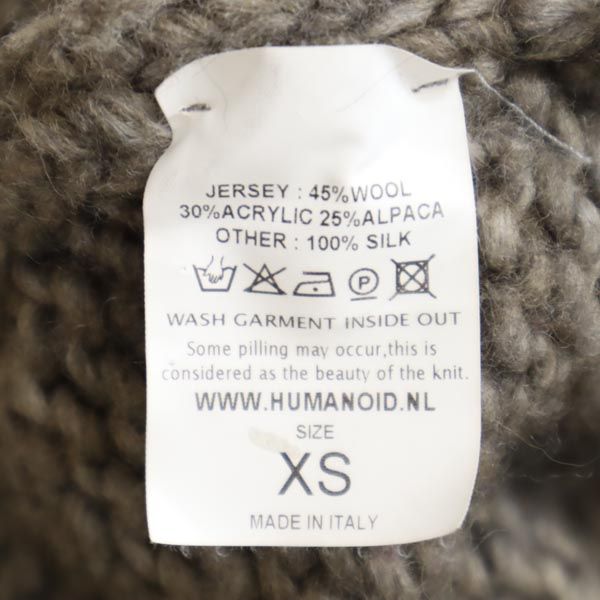 JERSEY : 45%WOOL
30%ACRYLIC 25%ALPACA
OTHER : 100% SILK
P
WASH GARMENT INSIDE OUT
Some pilling may occur,this is
considered as the beauty of the knit.
WWW.HUMANOID.NL
SIZE
XS
MADE IN ITALY